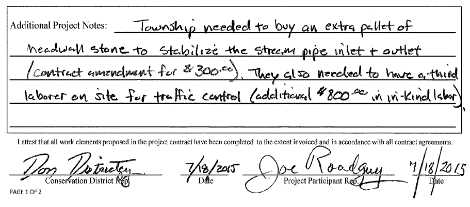 Additional Project Notes: Township needed to buy an extra pallet of
headwall stone to stabilize the stream pipe inlet + outlet
(contract amendment for $300.00). They also needed to have a third
laborer on site for traffic control (additional $800.00 in in-kind labor).
I attest that all work elements proposed in the project contract have been completed to the extent invoiced and in accordance with all contract agreements.
Don District 7/18/2015 Joe Roadguy 7/18/2015
Conservation District Date Project Participant Rep. Date
PAGE 1 OF 2